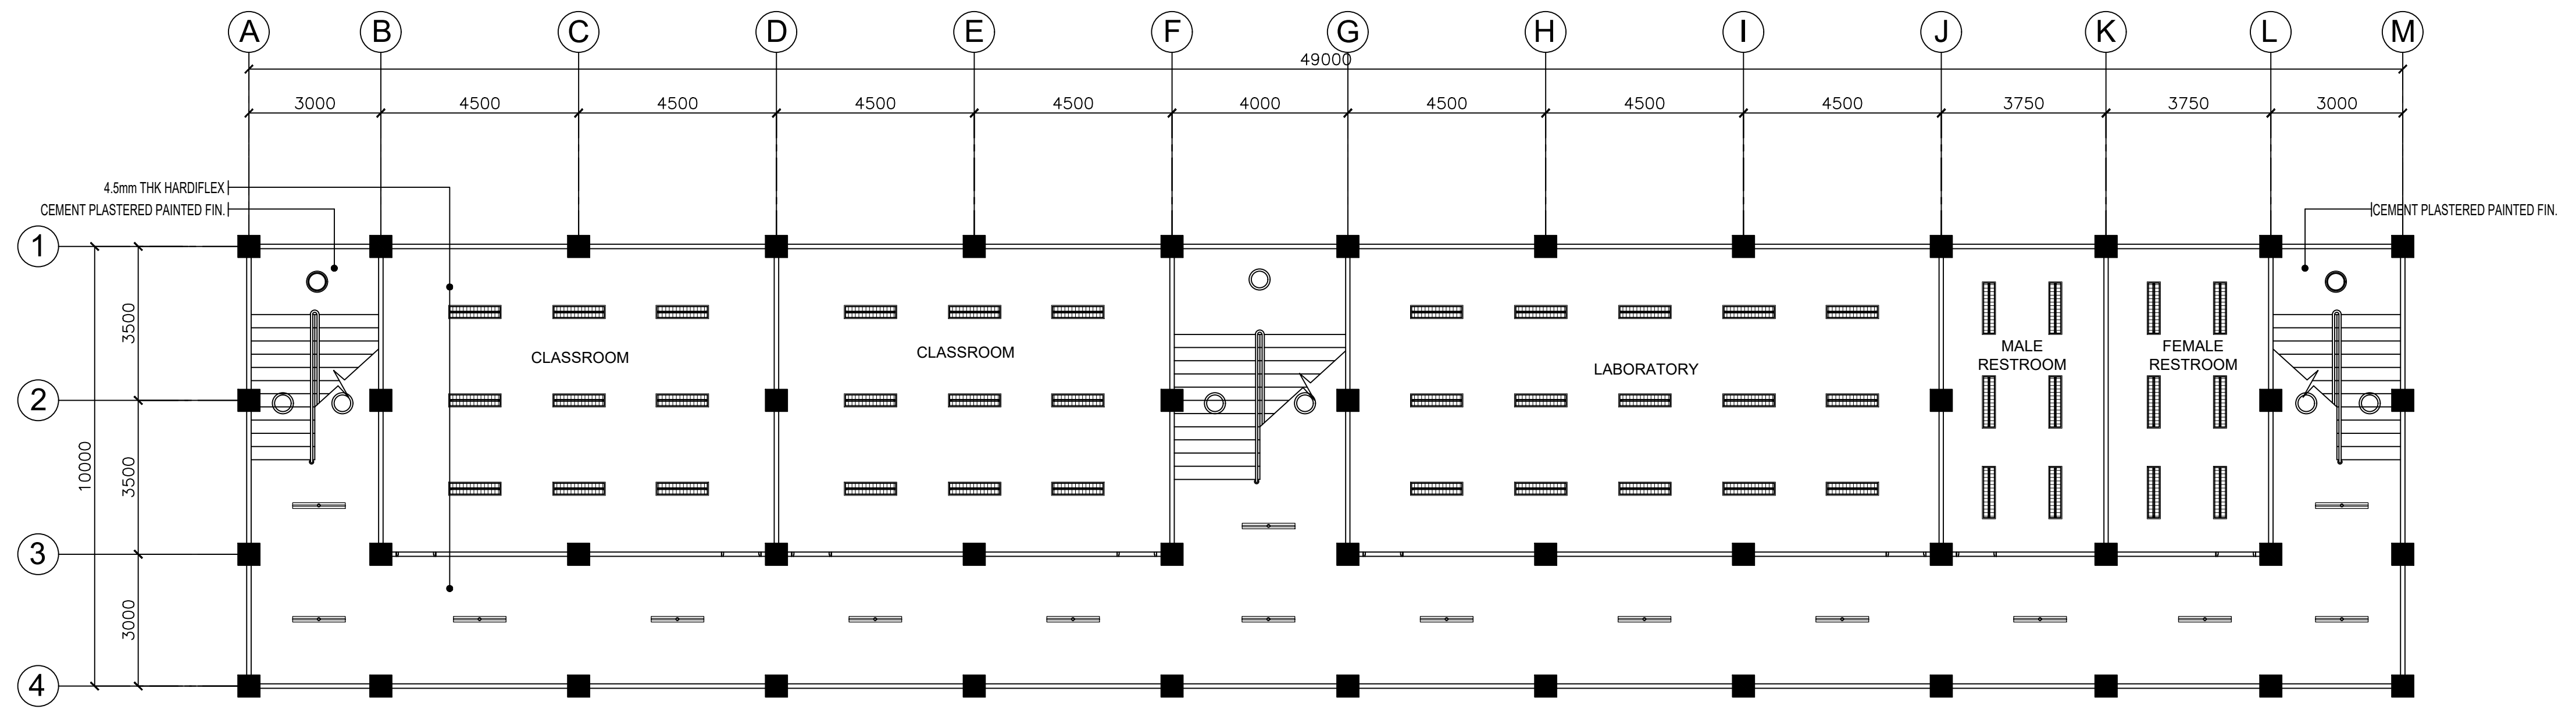 A B C D E F G H I J K L M
49000
3000 4500 4500 4500 4500 4000 4500 4500 4500 3750 3750 3000
4.5mm THK HARDIFLEX
CEMENT PLASTERED PAINTED FIN.
CEMENT PLASTERED PAINTED FIN.
1
3500
CLASSROOM
CLASSROOM
LABORATORY
MALE
RESTROOM
FEMALE
RESTROOM
2
10000
3500
3
3000
4